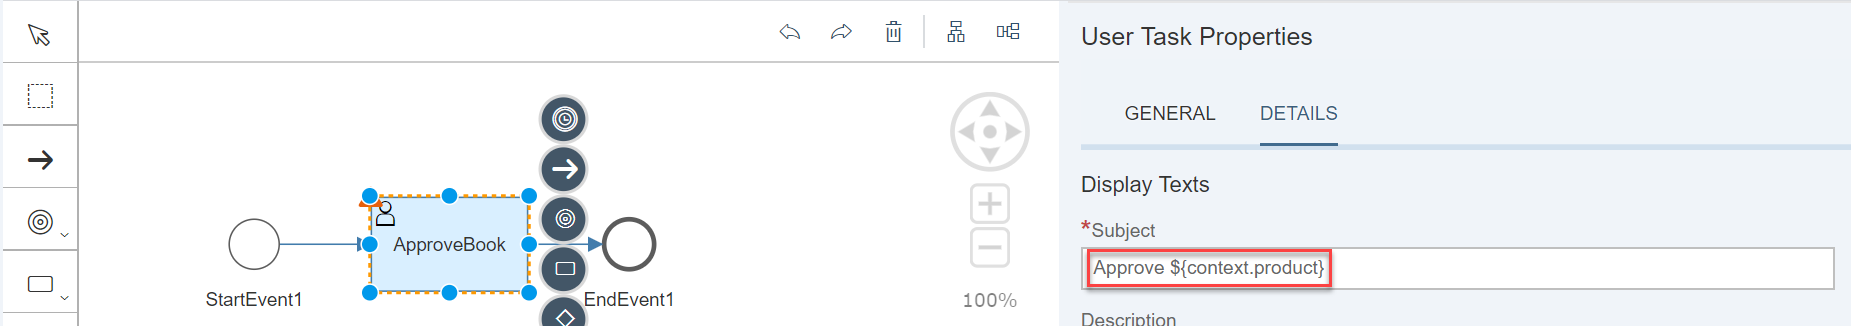 User Task Properties
GENERAL
DETAILS
Display Texts
*Subject
Approve ${context.product}
Description
ApproveBook
StartEvent1
EndEvent1
100%